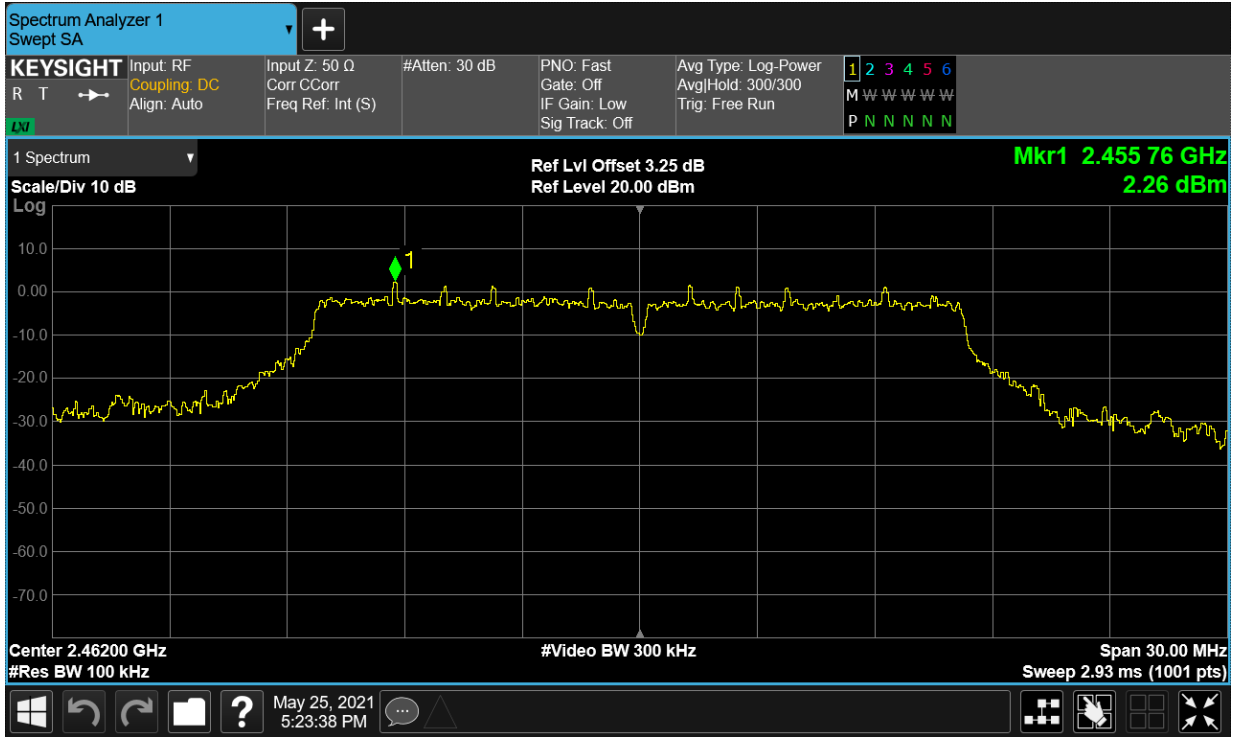 Spectrum Analyzer 1
Swept SA
KEYSIGHT
R T
LXI
Input: RF
Coupling: DC
Align: Auto
Input Z: 50 Ω
Corr CCorr
Freq Ref: Int (S)
#Atten: 30 dB
PNO: Fast
Gate: Off
IF Gain: Low
Sig Track: Off
Avg Type: Log-Power
Avg|Hold: 300/300
Trig: Free Run
1 2 3 4 5 6
M W W W W W
P N N N N N
1 Spectrum
Scale/Div 10 dB
Ref Lvl Offset 3.25 dB
Ref Level 20.00 dBm
Mkr1 2.455 76 GHz
2.26 dBm
Log
10.0
1
0.00
-10.0
-20.0
-30.0
-40.0
-50.0
-60.0
-70.0
Center 2.46200 GHz
#Video BW 300 kHz
Span 30.00 MHz
#Res BW 100 kHz
Sweep 2.93 ms (1001 pts)
?
May 25, 2021
5:23:38 PM